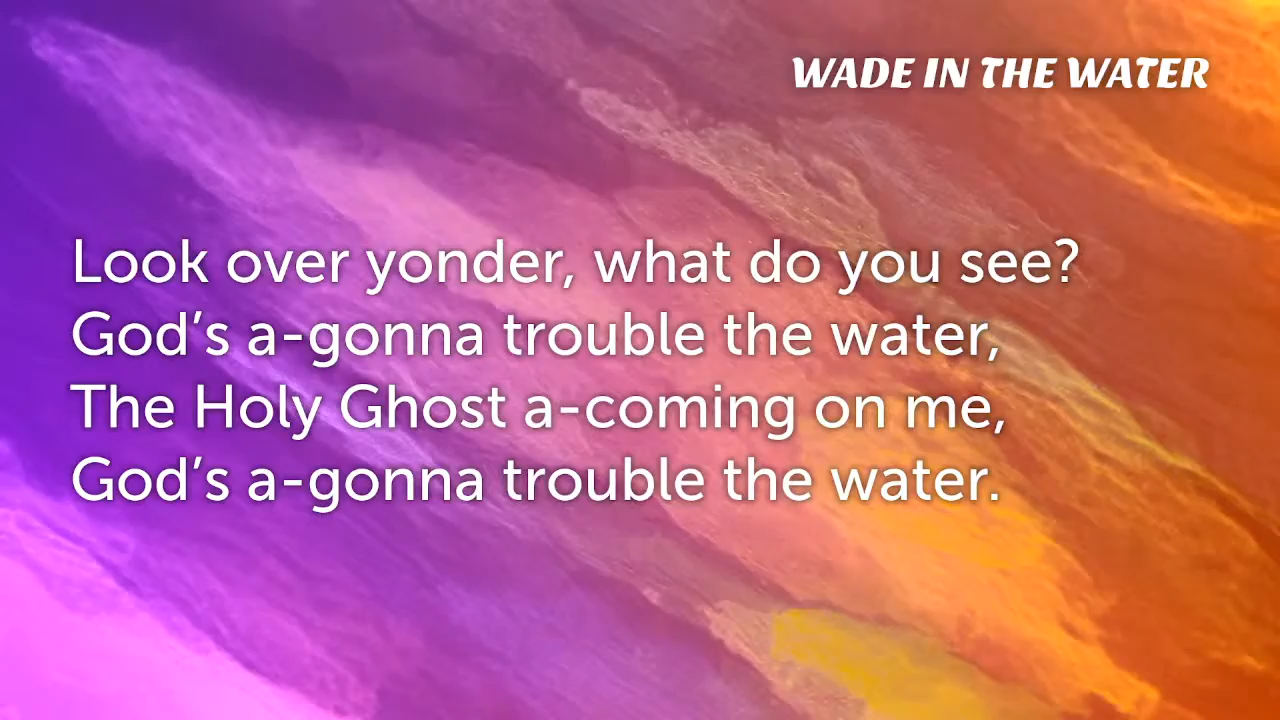 WADE IN THE WATER
Look over yonder, what do you see?
God’s a-gonna trouble the water,
The Holy Ghost a-coming on me,
God’s a-gonna trouble the water.